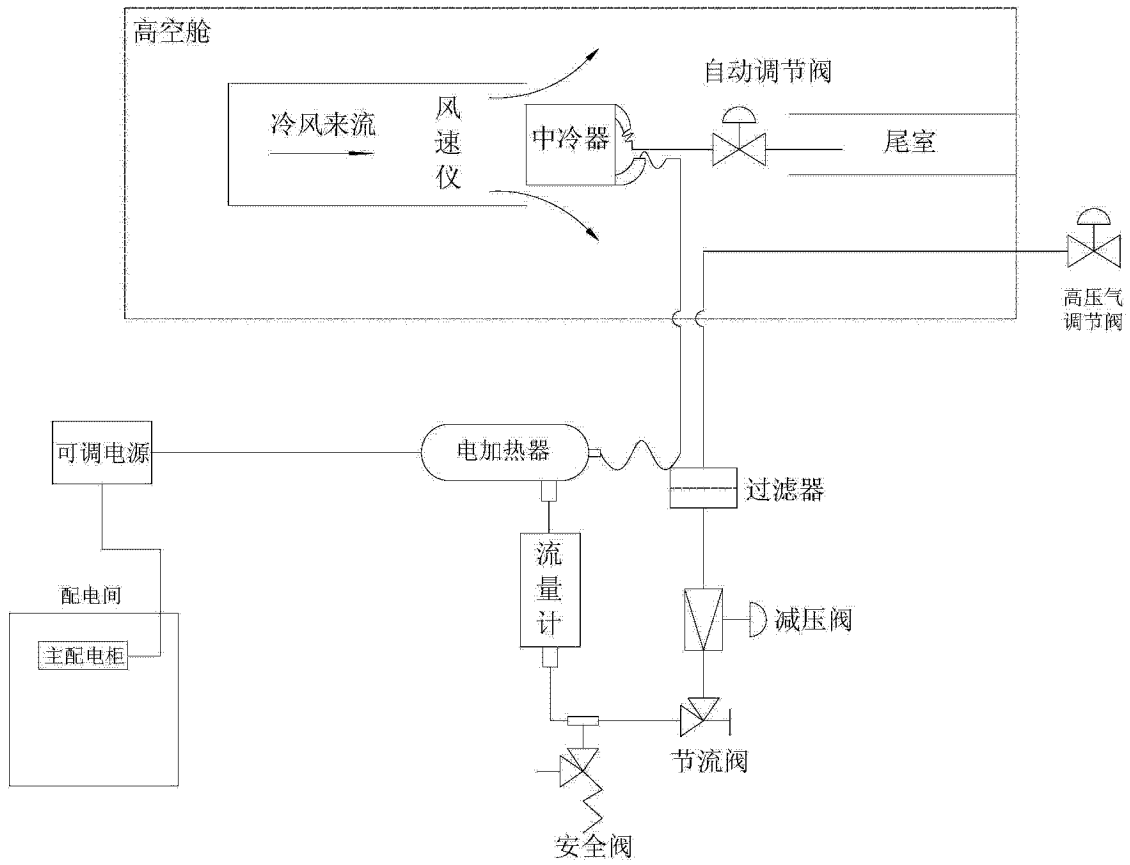 高空舱
自动调节阀
冷风来流
风速仪
中冷器
尾室
高压气
调节阀
可调电源
电加热器
过滤器
流量计
配电间
减压阀
主配电柜
节流阀
安全阀